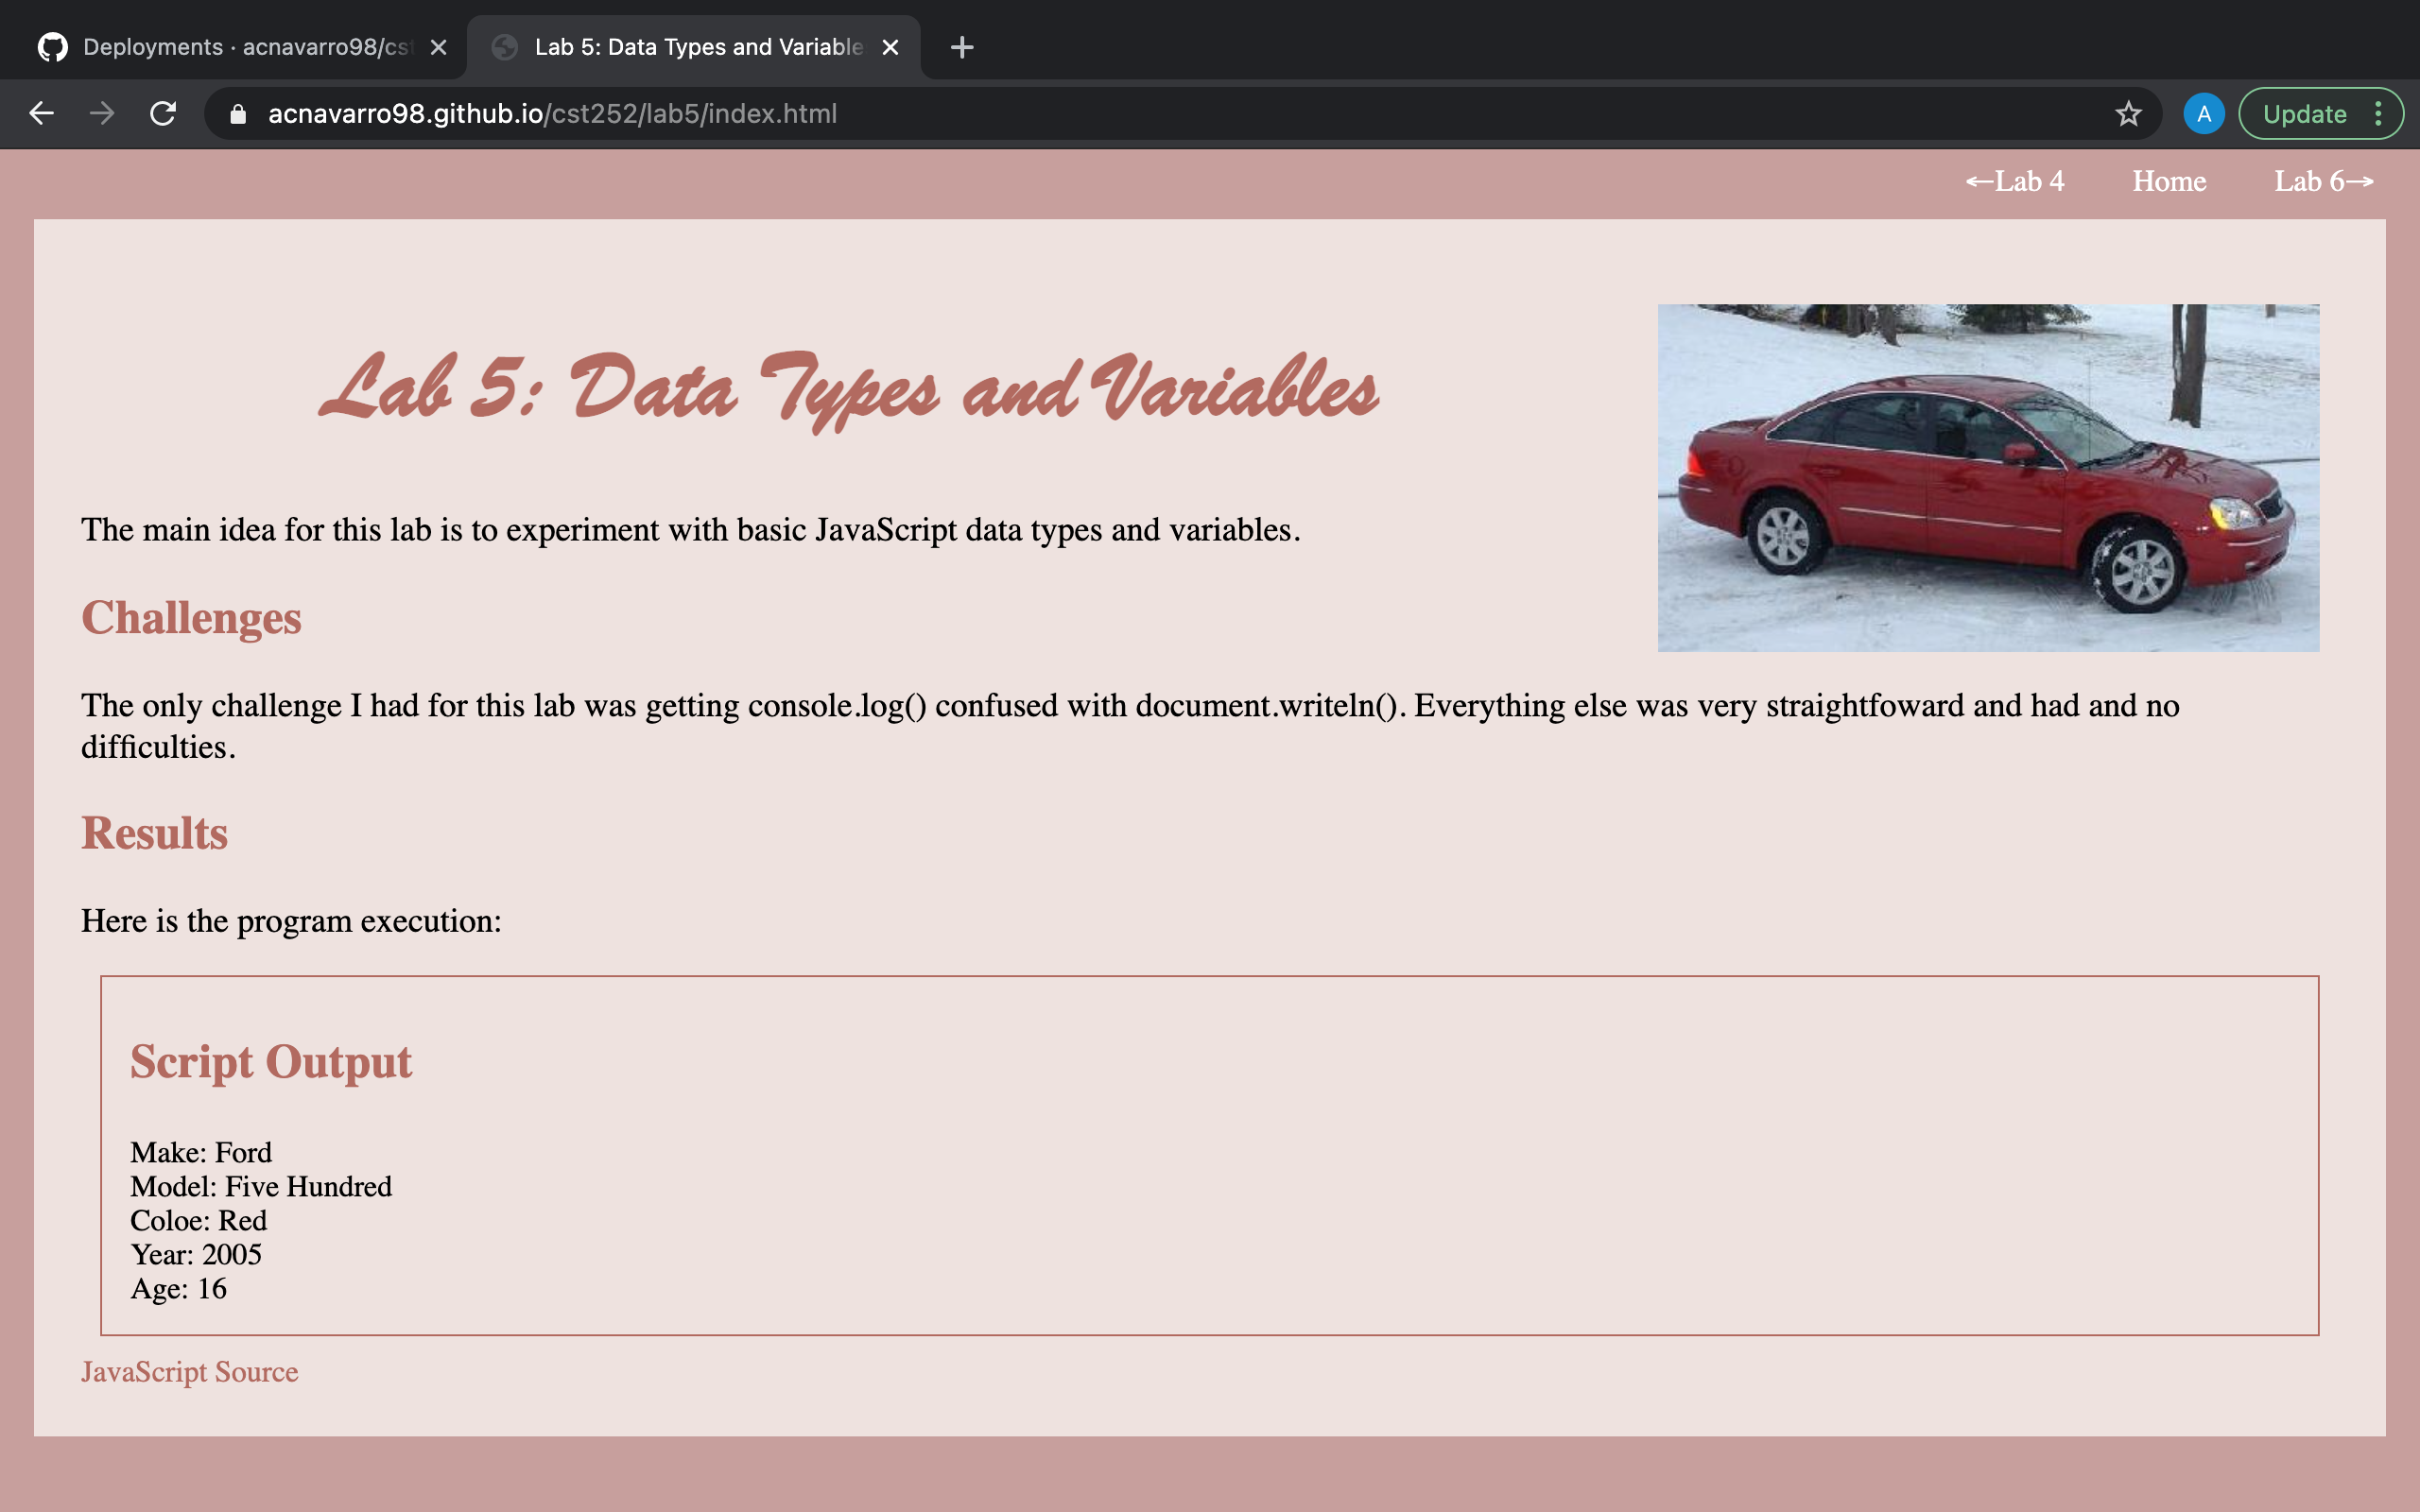 Deployments · acnavarro98/cst
Lab 5: Data Types and Variable
acnavarro98.github.io/cst252/lab5/index.html
A
Update
←Lab 4 Home Lab 6→
Lab 5: Data Types and Variables
The main idea for this lab is to experiment with basic JavaScript data types and variables.
Challenges
The only challenge I had for this lab was getting console.log() confused with document.writeln(). Everything else was very straightfoward and had and no
difficulties.
Results
Here is the program execution:
Script Output
Make: Ford
Model: Five Hundred
Coloe: Red
Year: 2005
Age: 16
JavaScript Source